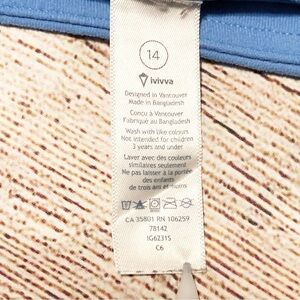 14
ivivva
Designed in Vancouver
Made in Bangladesh
Conçu à Vancouver
Fabriqué au Bangladesh
Wash with like colours
Not intended for children
3 years and under
Laver avec des couleurs
similaires seulement
Ne pas laisser à la portée
des enfants
de trois ans et moins
CA 35801 RN 106259
78142
IG6231S
C6